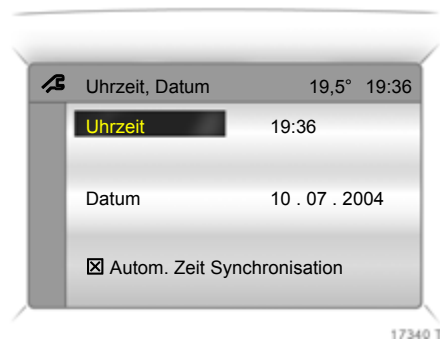 Uhrzeit, Datum 19,5° 19:36
Uhrzeit 19:36
Datum 10 . 07 . 2004
Autom. Zeit Synchronisation
17340 T